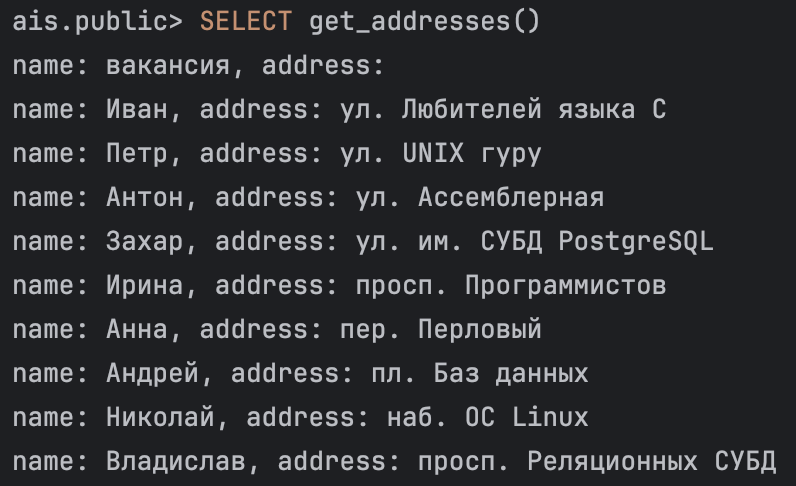 ais.public> SELECT get_addresses()
name: вакансия, address:
name: Иван, address: ул. Любителей языка C
name: Петр, address: ул. UNIX гуру
name: Антон, address: ул. Ассемблерная
name: Захар, address: ул. им. СУБД PostgreSQL
name: Ирина, address: просп. Программистов
name: Анна, address: пер. Перловый
name: Андрей, address: пл. Баз данных
name: Николай, address: наб. ОС Linux
name: Владислав, address: просп. Реляционных СУБД